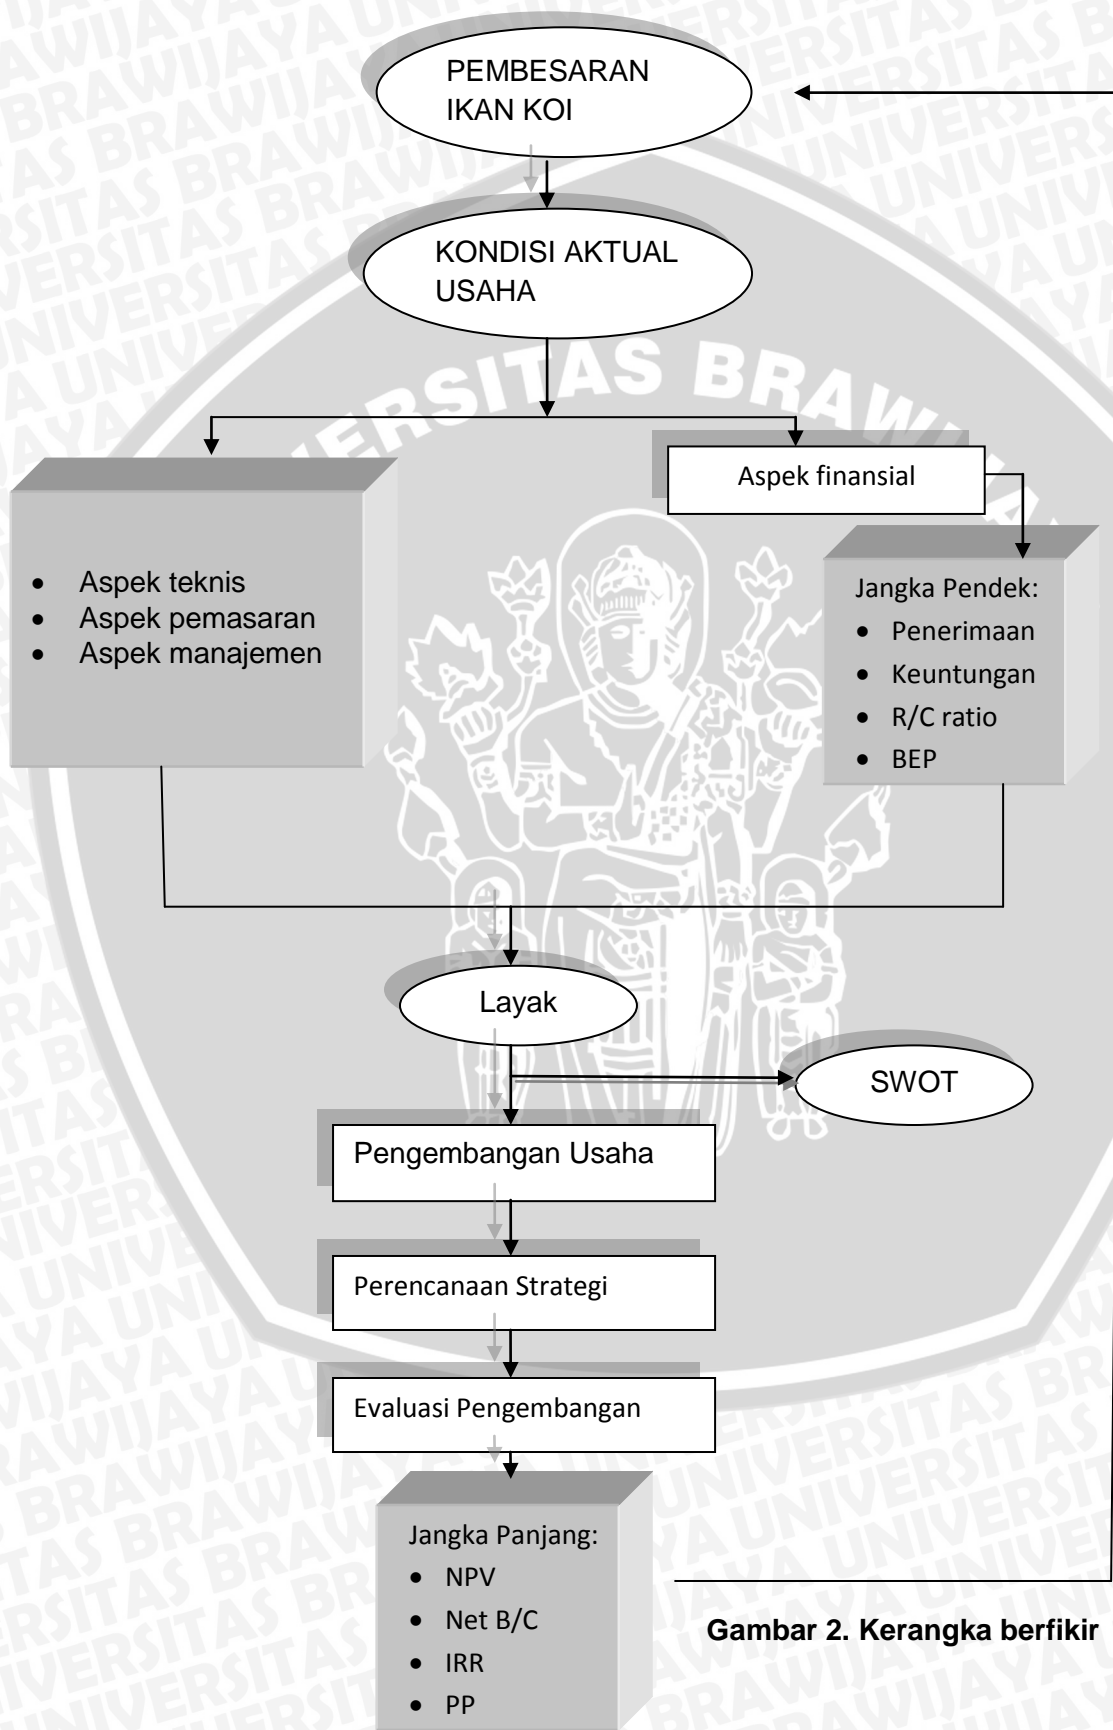 PEMBESARAN
IKAN KOI
KONDISI AKTUAL
USAHA
UNIVERSITAS BRAWIJAYA
Aspek finansial
• Aspek teknis
• Aspek pemasaran
• Aspek manajemen
Jangka Pendek:
• Penerimaan
• Keuntungan
• R/C ratio
• BEP
Layak
SWOT
Pengembangan Usaha
Perencanaan Strategi
Evaluasi Pengembangan
Jangka Panjang:
• NPV
• Net B/C
• IRR
• PP
Gambar 2. Kerangka berfikir